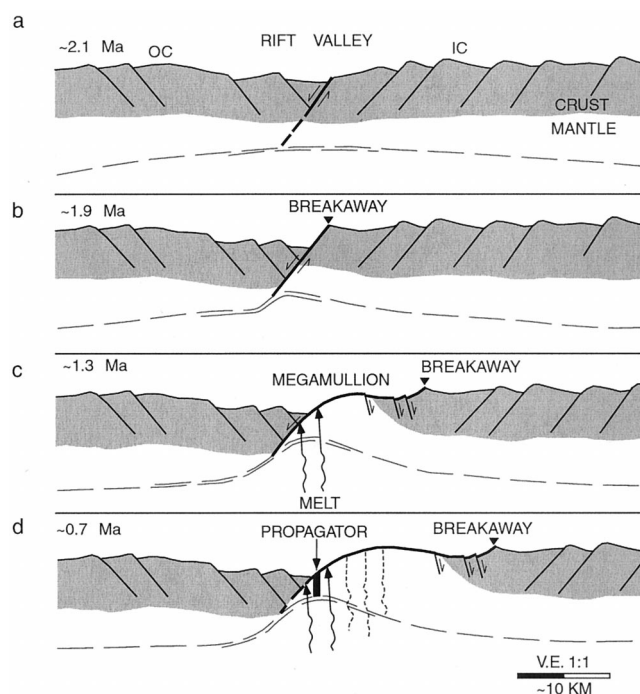 a
~2.1 Ma
OC
RIFT VALLEY
IC
CRUST
MANTLE
b
~1.9 Ma
BREAKAWAY
c
~1.3 Ma
MEGAMULLION
BREAKAWAY
MELT
d
~0.7 Ma
PROPAGATOR
BREAKAWAY
V.E. 1:1
~10 KM